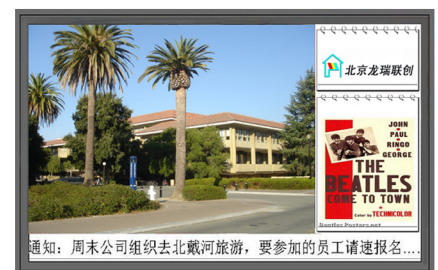 北京龙瑞联创
JOHN
PAUL
RINGO
GEORGE
THE
BEATLES
COME TO TOWN
Color by TECHNICOLOR
Beatles-Posters.net
通知：周末公司组织去北戴河旅游，要参加的员工请速报名....